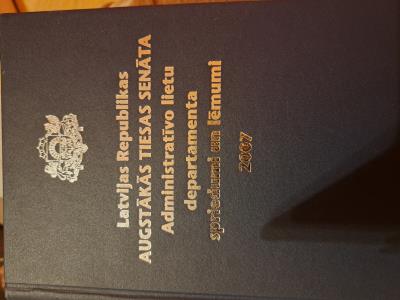 Latvijas Republikas
AUGSTĀKĀS TIESAS SENĀTA
Administratīvo lietu
departamenta
spriedumi un lēmumi
2007